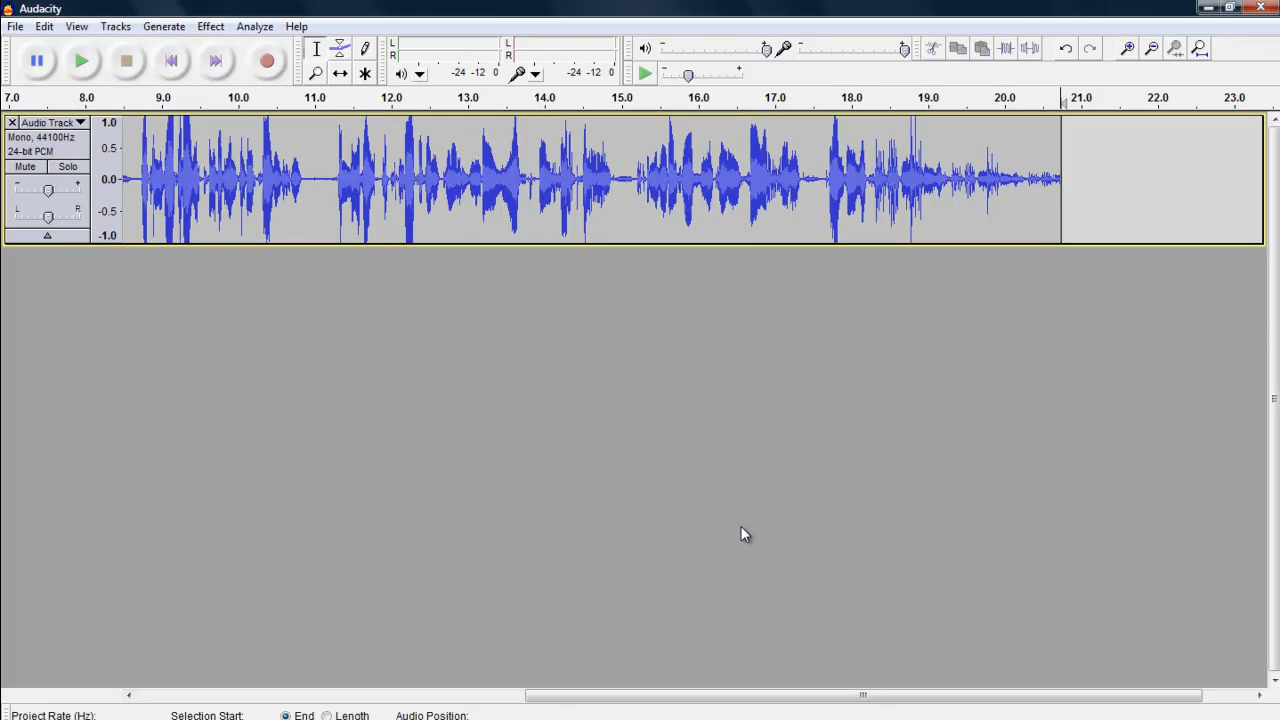 Audacity
File Edit View Tracks Generate Effect Analyze Help
L
R
-24 -12 0
L
R
-24 -12 0
7.0 8.0 9.0 10.0 11.0 12.0 13.0 14.0 15.0 16.0 17.0 18.0 19.0 20.0 21.0 22.0 23.0
Audio Track
Mono, 44100Hz
24-bit PCM
Mute Solo
- +
L R
1.0
0.5
0.0
-0.5
-1.0
Project Rate (Hz): Selection Start: End Length Audio Position: